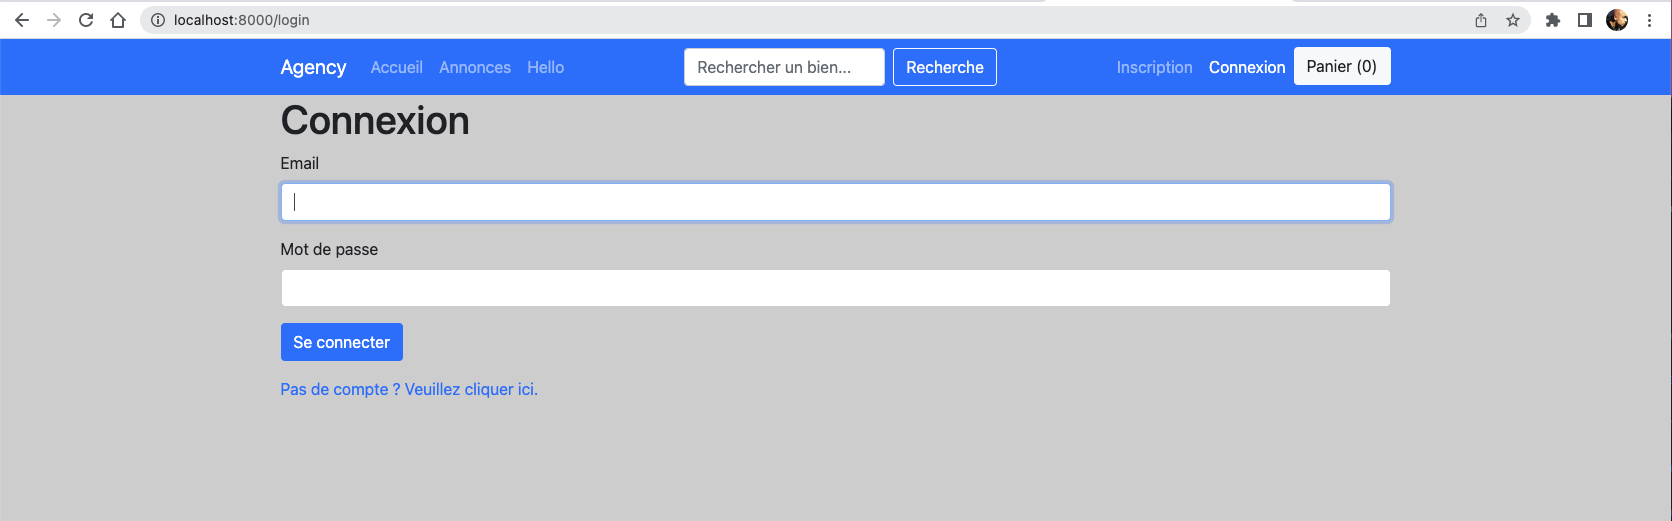 localhost:8000/login
Agency Accueil Annonces Hello Rechercher un bien... Recherche Inscription Connexion Panier (0)
Connexion
Email
Mot de passe
Se connecter
Pas de compte ? Veuillez cliquer ici.